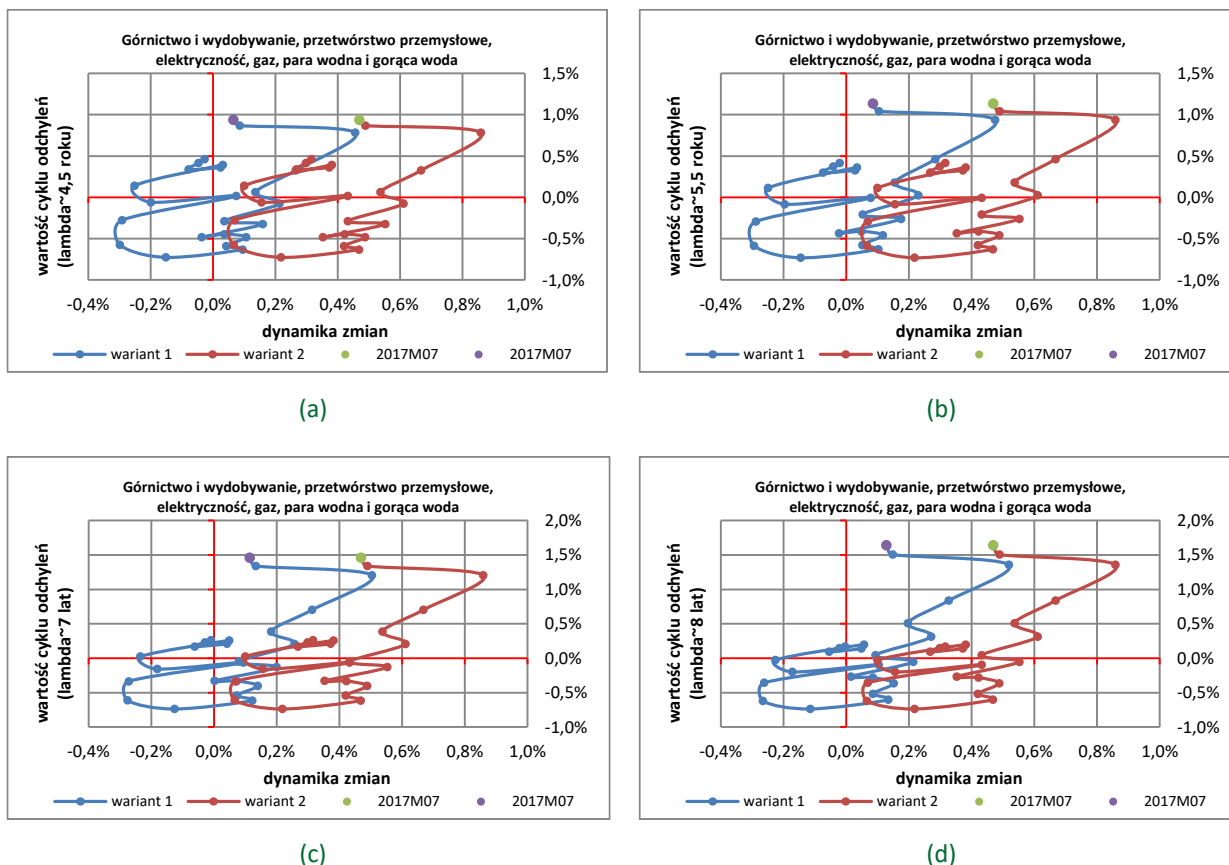 Górnictwo i wydobywanie, przetwórstwo przemysłowe,
elektryczność, gaz, para wodna i gorąca woda
wartość cyklu odchyleń
(lambda~4,5 roku)
1,5%
1,0%
0,5%
0,0%
-0,5%
-1,0%
-0,4% -0,2% 0,0% 0,2% 0,4% 0,6% 0,8% 1,0%
dynamika zmian
wariant 1 wariant 2 2017M07 2017M07
(a)
Górnictwo i wydobywanie, przetwórstwo przemysłowe,
elektryczność, gaz, para wodna i gorąca woda
wartość cyklu odchyleń
(lambda~5,5 roku)
1,5%
1,0%
0,5%
0,0%
-0,5%
-1,0%
-0,4% -0,2% 0,0% 0,2% 0,4% 0,6% 0,8% 1,0%
dynamika zmian
wariant 1 wariant 2 2017M07 2017M07
(b)
Górnictwo i wydobywanie, przetwórstwo przemysłowe,
elektryczność, gaz, para wodna i gorąca woda
wartość cyklu odchyleń
(lambda~7 lat)
2,0%
1,5%
1,0%
0,5%
0,0%
-0,5%
-1,0%
-0,4% -0,2% 0,0% 0,2% 0,4% 0,6% 0,8% 1,0%
dynamika zmian
wariant 1 wariant 2 2017M07 2017M07
(c)
Górnictwo i wydobywanie, przetwórstwo przemysłowe,
elektryczność, gaz, para wodna i gorąca woda
wartość cyklu odchyleń
(lambda~8 lat)
2,0%
1,5%
1,0%
0,5%
0,0%
-0,5%
-1,0%
-0,4% -0,2% 0,0% 0,2% 0,4% 0,6% 0,8% 1,0%
dynamika zmian
wariant 1 wariant 2 2017M07 2017M07
(d)